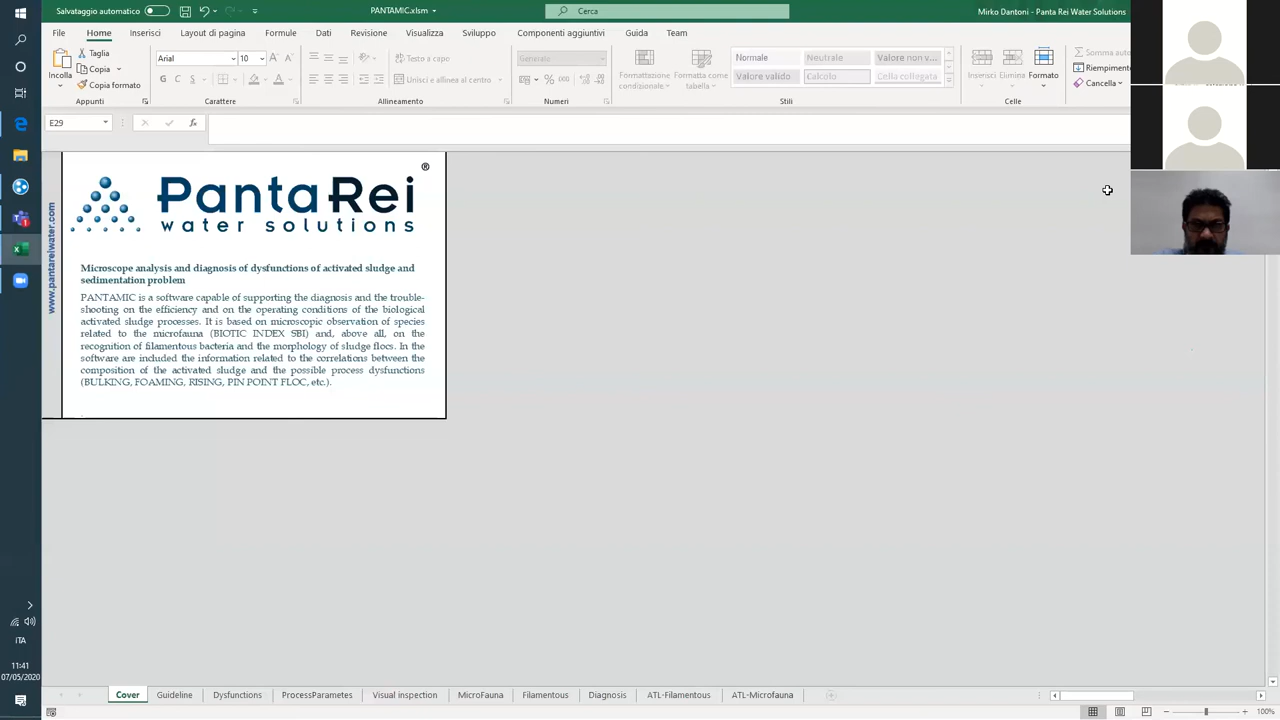 Salvataggio automatico
PANTAMIC.xlsm
Cerca
Mirko Dantoni - Panta Rei Water Solutions
File Home Inserisci Layout di pagina Formule Dati Revisione Visualizza Sviluppo Componenti aggiuntivi Guida Team
Incolla
Taglia
Copia
Copia formato
Appunti
Arial 10
G C S
Carattere
Testo a capo
Unisci e allinea al centro
Allineamento
Generale
% 000
Numeri
Formattazione condizionale
Formatta come tabella
Normale Neutrale Valore non v...
Valore valido Calcolo Cella collegata
Stili
Inserisci Elimina Formato
Celle
Somma auto
Riempimento
Cancella
E29
fx
www.pantareiwater.com
®
PantaRei
water solutions
Microscope analysis and diagnosis of dysfunctions of activated sludge and
sedimentation problem
PANTAMIC is a software capable of supporting the diagnosis and the trouble-
shooting on the efficiency and on the operating conditions of the biological
activated sludge processes. It is based on microscopic observation of species
related to the microfauna (BIOTIC INDEX SBI) and, above all, on the
recognition of filamentous bacteria and the morphology of sludge flocs. In the
software are included the information related to the correlations between the
composition of the activated sludge and the possible process dysfunctions
(BULKING, FOAMING, RISING, PIN POINT FLOC, etc.).
ITA
11:41
07/05/2020
Cover Guideline Dysfunctions ProcessParametes Visual inspection MicroFauna Filamentous Diagnosis ATL-Filamentous ATL-Microfauna
100%